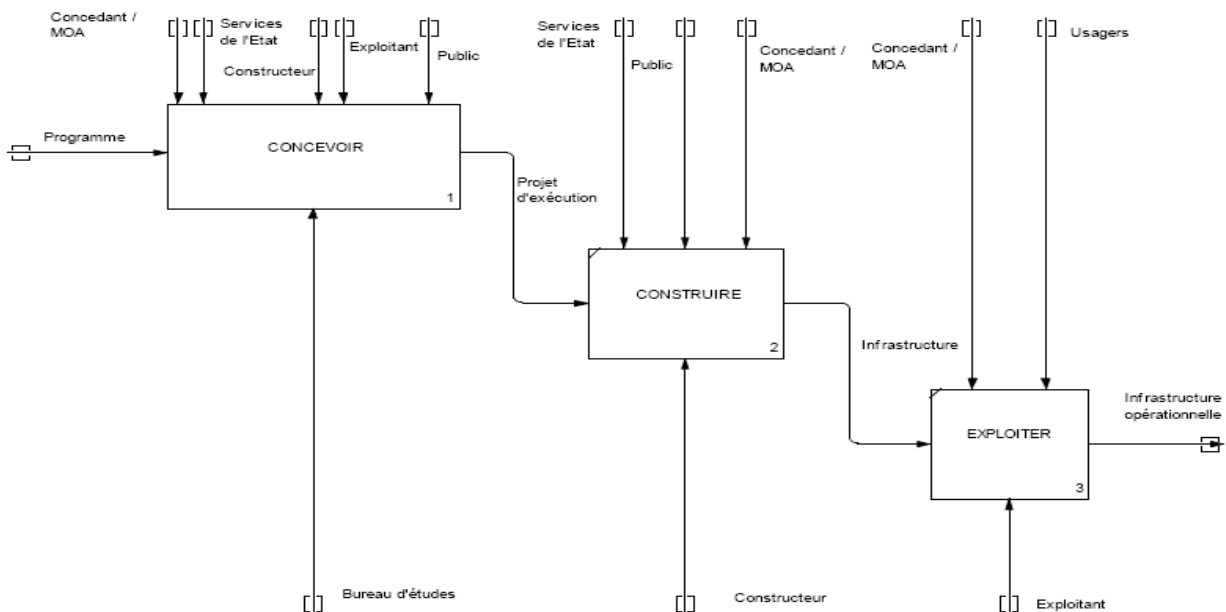 Concedant /
MOA
Services
de l'Etat
Constructeur
Exploitant
Public
Services
de l'Etat
Public
Concedant /
MOA
Concedant /
MOA
Usagers
Programme
CONCEVOIR
1
Projet
d'exécution
CONSTRUIRE
2
Infrastructure
Infrastructure
opérationnelle
EXPLOITER
3
Bureau d'études
Constructeur
Exploitant